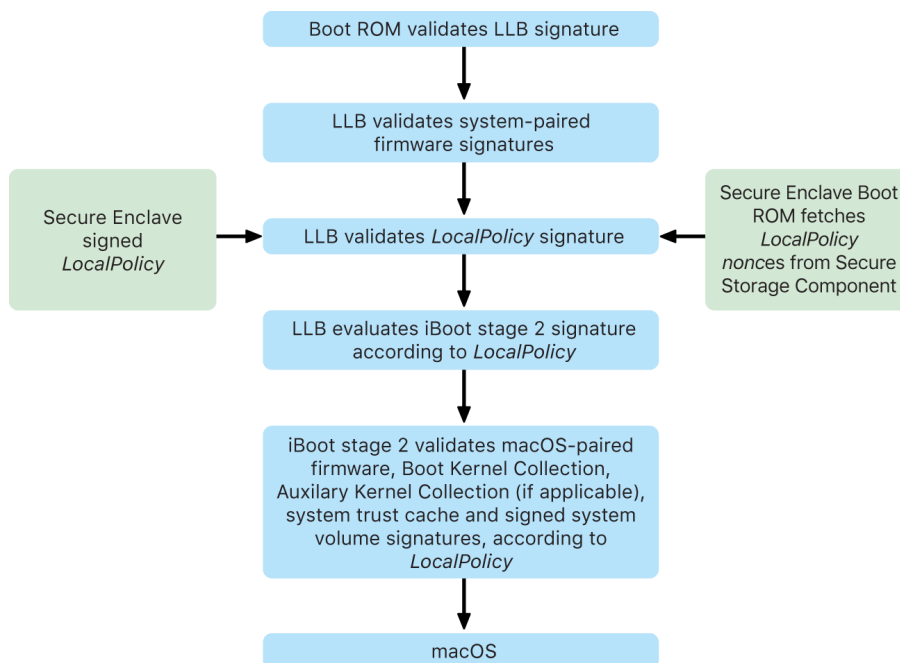 Boot ROM validates LLB signature
LLB validates system-paired
firmware signatures
Secure Enclave
signed
LocalPolicy
LLB validates LocalPolicy signature
Secure Enclave Boot
ROM fetches
LocalPolicy
nonces from Secure
Storage Component
LLB evaluates iBoot stage 2 signature
according to LocalPolicy
iBoot stage 2 validates macOS-paired
firmware, Boot Kernel Collection,
Auxilary Kernel Collection (if applicable),
system trust cache and signed system
volume signatures, according to
LocalPolicy
macOS